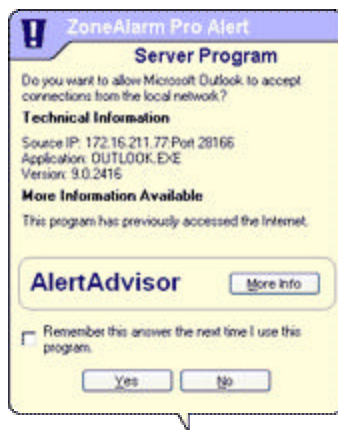 ZoneAlarm Pro Alert
Server Program
Do you want to allow Microsoft Outlook to accept
connections from the local network?
Technical Information
Source IP: 172.16.211.77:Port 28166
Application: OUTLOOK.EXE
Version: 9.0.2416
More Information Available
This program has previously accessed the Internet.
AlertAdvisor
More Info
Remember this answer the next time I use this
program.
Yes No